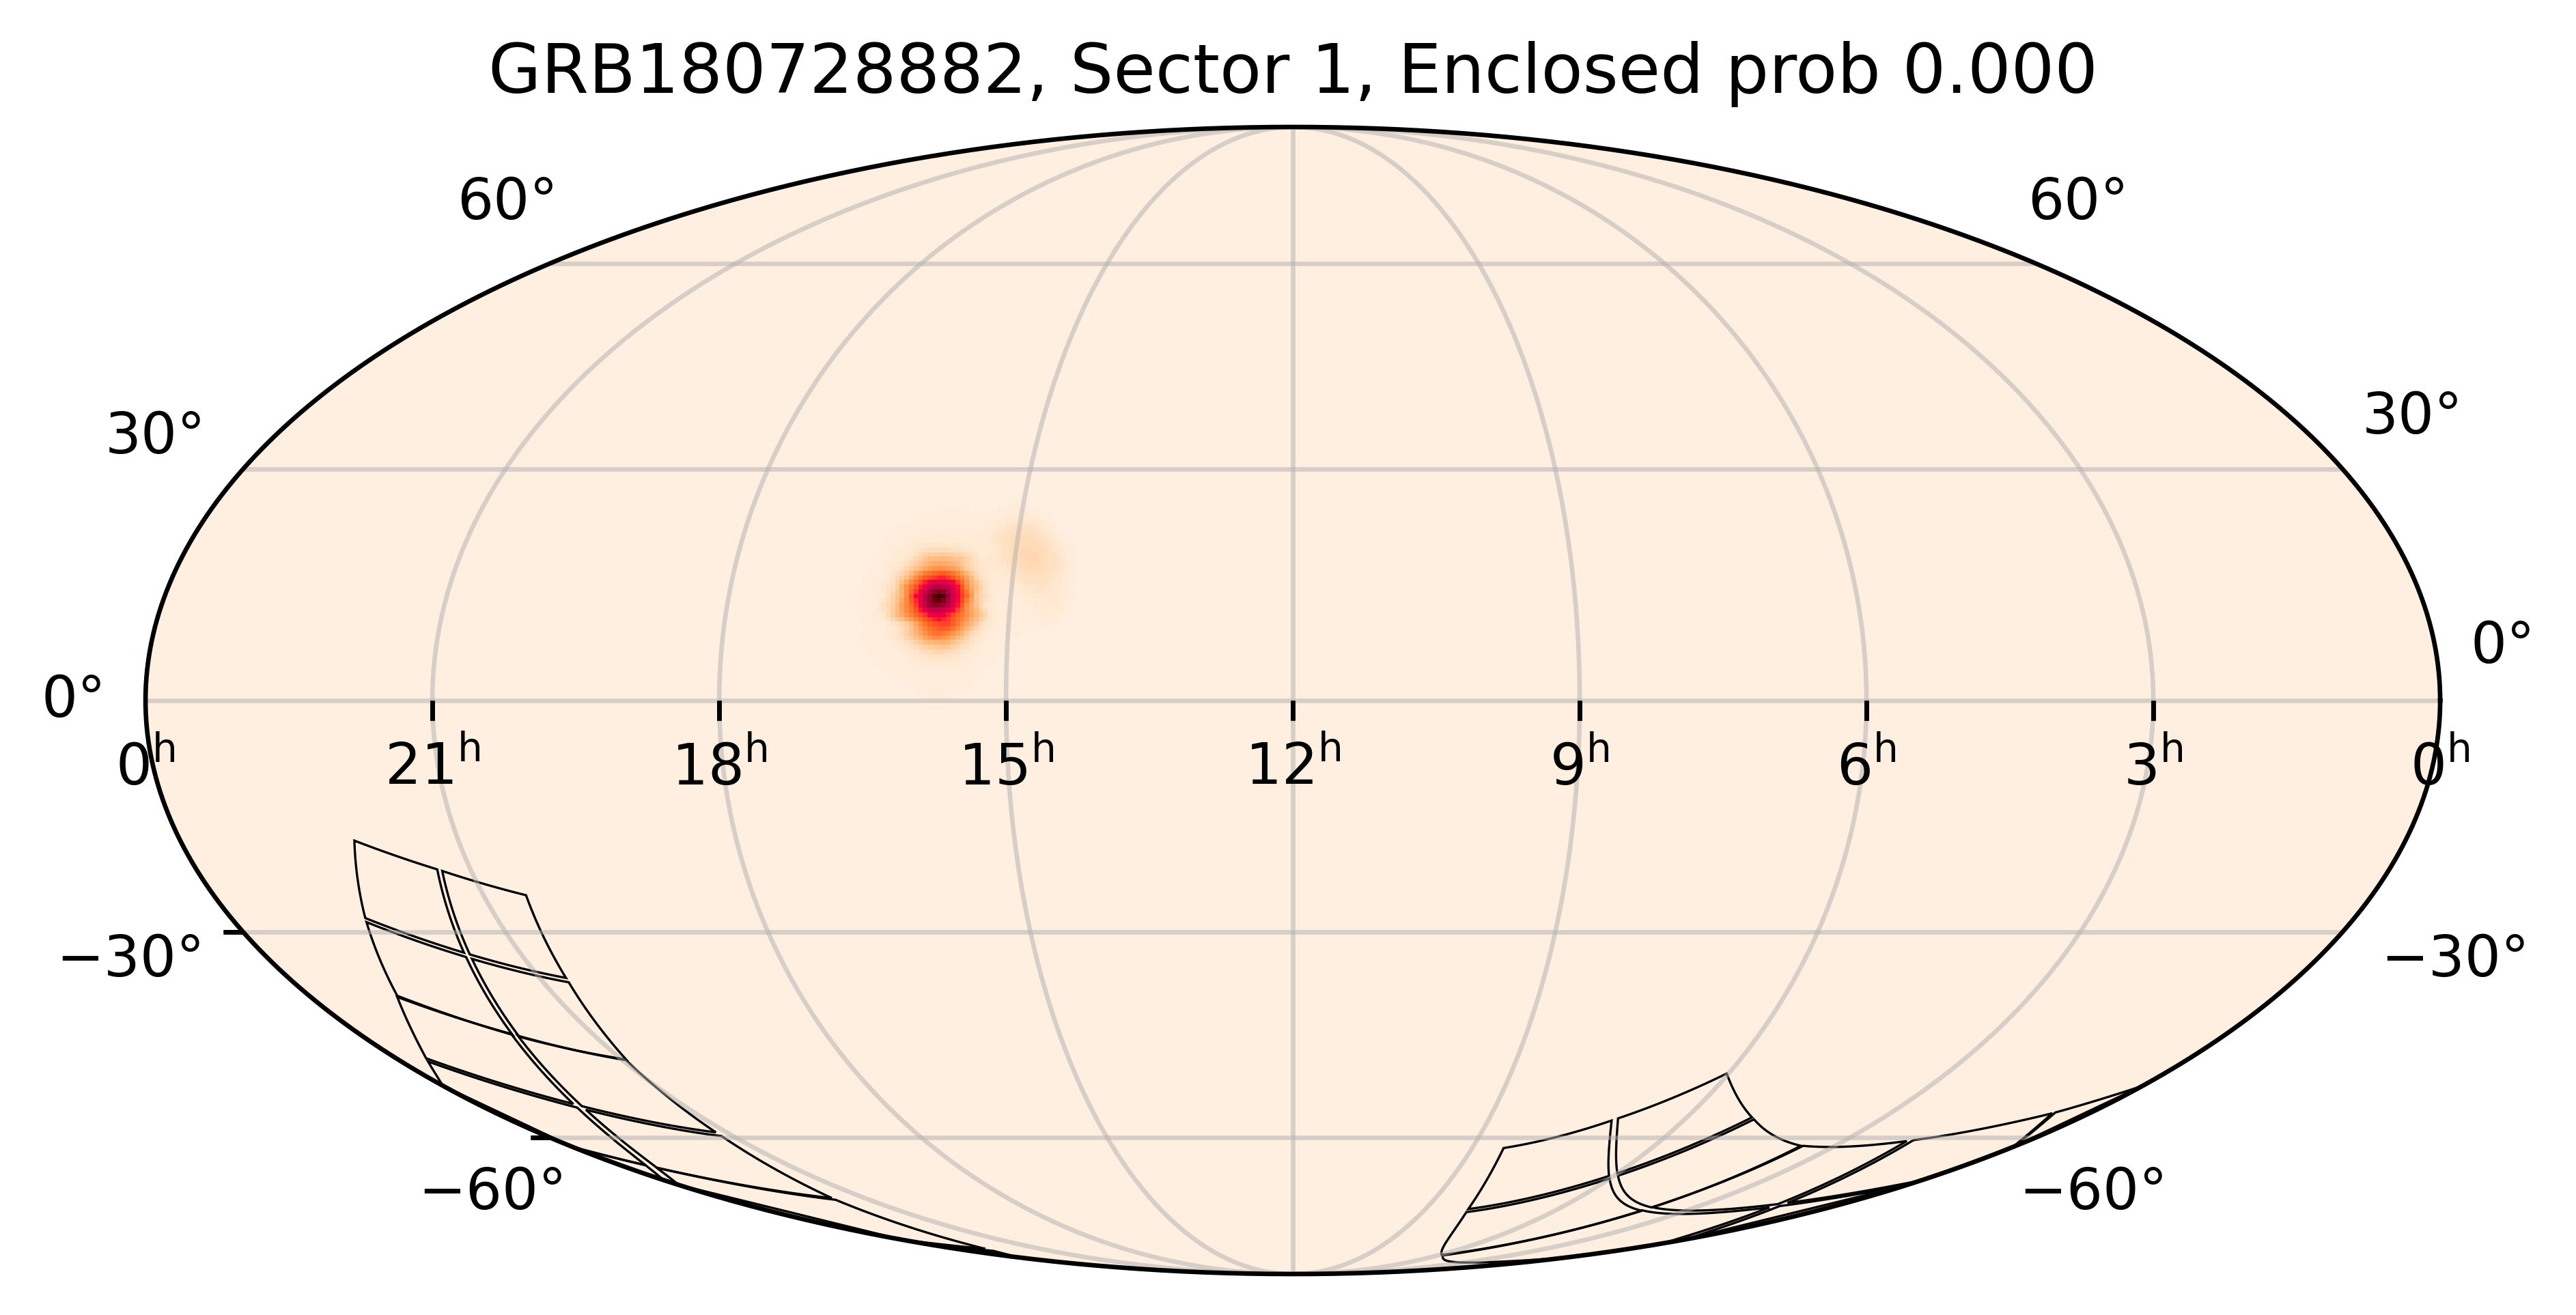 GRB180728882, Sector 1, Enclosed prob 0.000
60° 60°
30° 30°
0° 0°
0ʰ 21ʰ 18ʰ 15ʰ 12ʰ 9ʰ 6ʰ 3ʰ 0ʰ
−30° −30°
−60° −60°